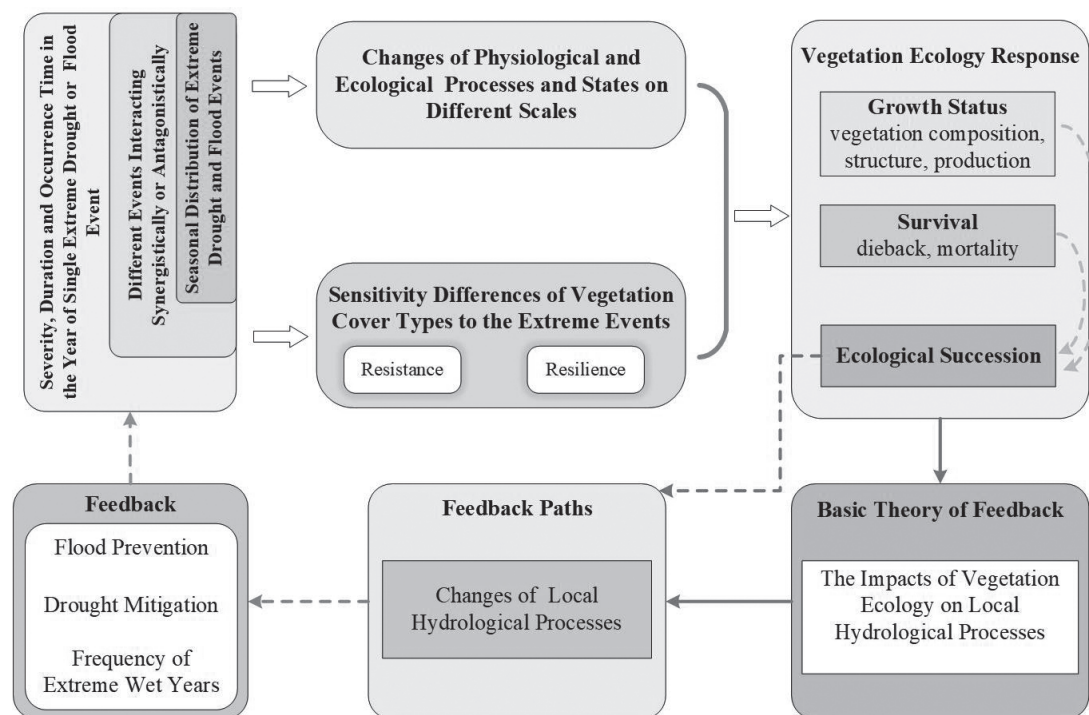 Severity, Duration and Occurrence Time in
the Year of Single Extreme Drought or Flood
Event
Different Events Interacting
Synergistically or Antagonistically
Seasonal Distribution of Extreme
Drought and Flood Events
Changes of Physiological and
Ecological Processes and States on
Different Scales
Sensitivity Differences of Vegetation
Cover Types to the Extreme Events
Resistance
Resilience
Vegetation Ecology Response
Growth Status
vegetation composition,
structure, production
Survival
dieback, mortality
Ecological Succession
Feedback
Flood Prevention
Drought Mitigation
Frequency of
Extreme Wet Years
Feedback Paths
Changes of Local
Hydrological Processes
Basic Theory of Feedback
The Impacts of Vegetation
Ecology on Local
Hydrological Processes